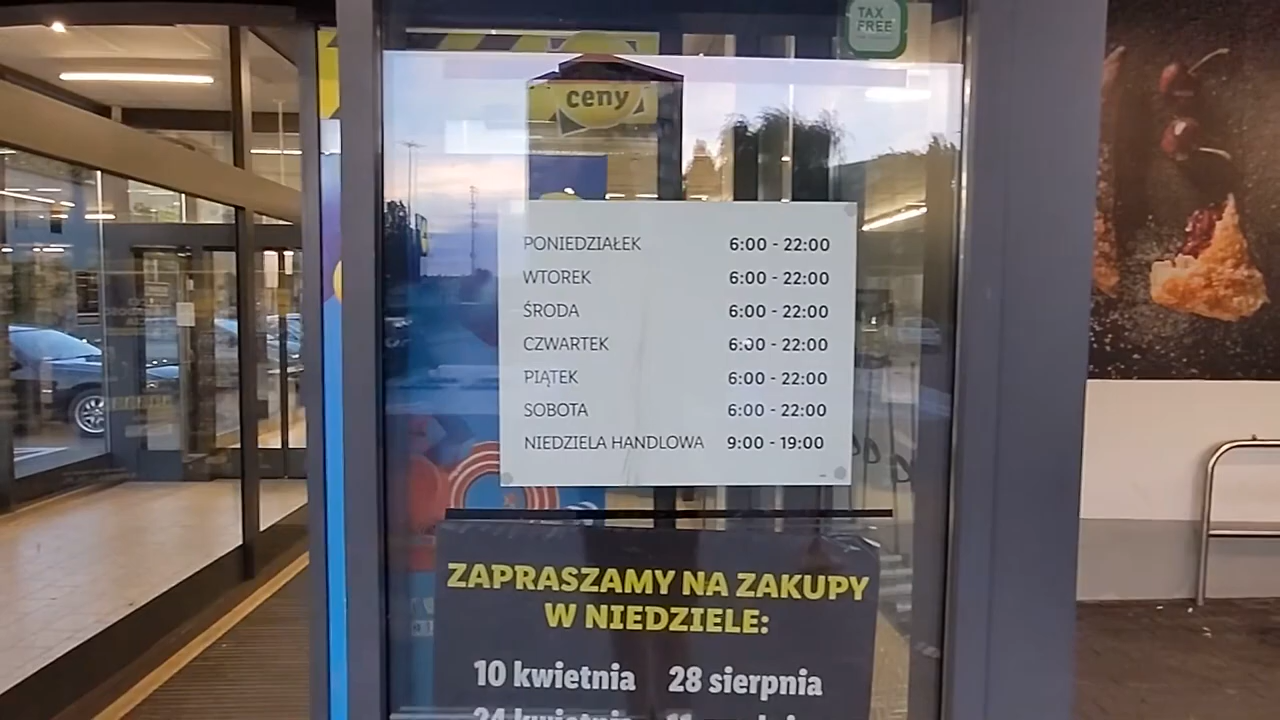 TAX
FREE
ceny
PONIEDZIAŁEK 6:00 - 22:00
WTOREK 6:00 - 22:00
ŚRODA 6:00 - 22:00
CZWARTEK 6:00 - 22:00
PIĄTEK 6:00 - 22:00
SOBOTA 6:00 - 22:00
NIEDZIELA HANDLOWA 9:00 - 19:00
ZAPRASZAMY NA ZAKUPY
W NIEDZIELE:
10 kwietnia 28 sierpnia
24 kwietnia